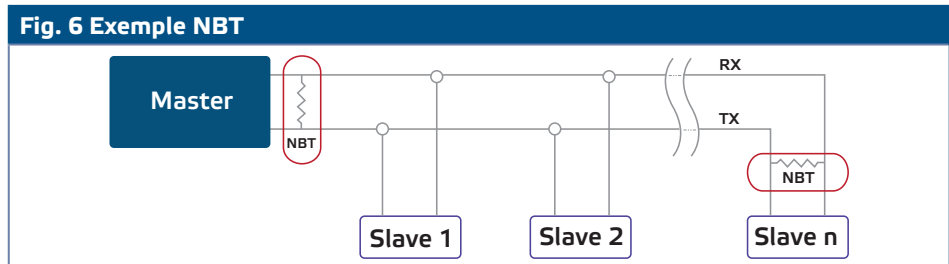 Fig. 6 Exemple NBT
RX
Master
TX
NBT
NBT
Slave 1
Slave 2
Slave n